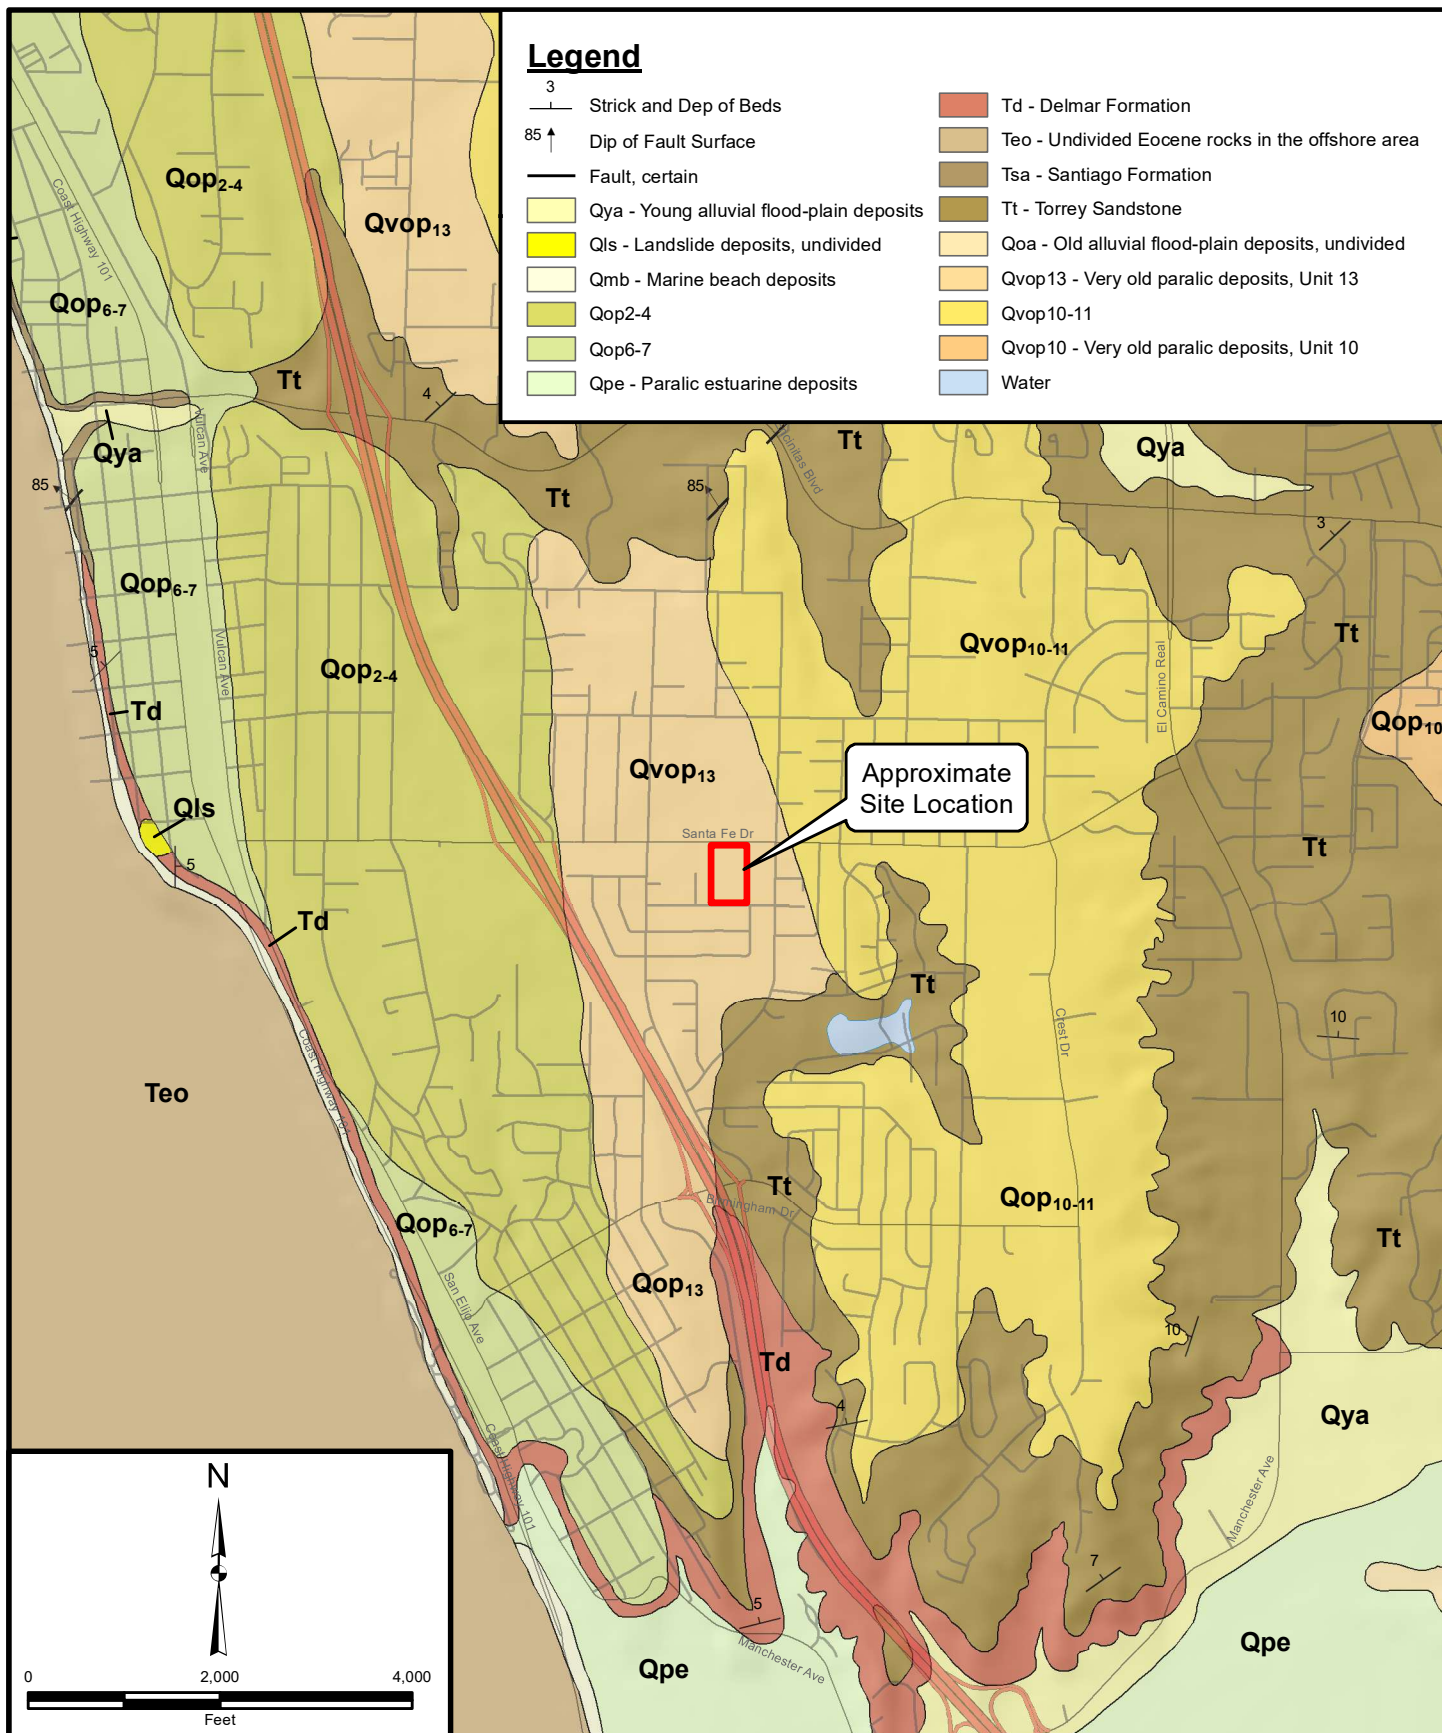 Legend
3
Strick and Dep of Beds
85
Dip of Fault Surface
Fault, certain
Qya - Young alluvial flood-plain deposits
Qls - Landslide deposits, undivided
Qmb - Marine beach deposits
Qop2-4
Qop6-7
Qpe - Paralic estuarine deposits
Td - Delmar Formation
Teo - Undivided Eocene rocks in the offshore area
Tsa - Santiago Formation
Tt - Torrey Sandstone
Qoa - Old alluvial flood-plain deposits, undivided
Qvop13 - Very old paralic deposits, Unit 13
Qvop10-11
Qvop10 - Very old paralic deposits, Unit 10
Water
Qop2-4
Qvop13
Coast Highway 101
Qop6-7
Tt
4
Vulcan Ave
Qya
85
Tt
85
cinitas Blvd
Tt
Qya
3
Qop6-7
Vulcan Ave
Qop2-4
Qvop10-11
El Camino Real
Tt
5
Td
Qop10
Qvop13
Approximate
Site Location
Qls
Santa Fe Dr
5
Tt
Td
Tt
Crest Dr
10
Coast Highway 101
Teo
Tt
Birmingham Dr
Qop10-11
Qop6-7
Tt
San Elijo Ave
Qop13
10
Td
4
Qya
Coast Highway 101
Manchester Ave
7
5
Manchester Ave
Qpe
Qpe
N
0
2,000
4,000
Feet